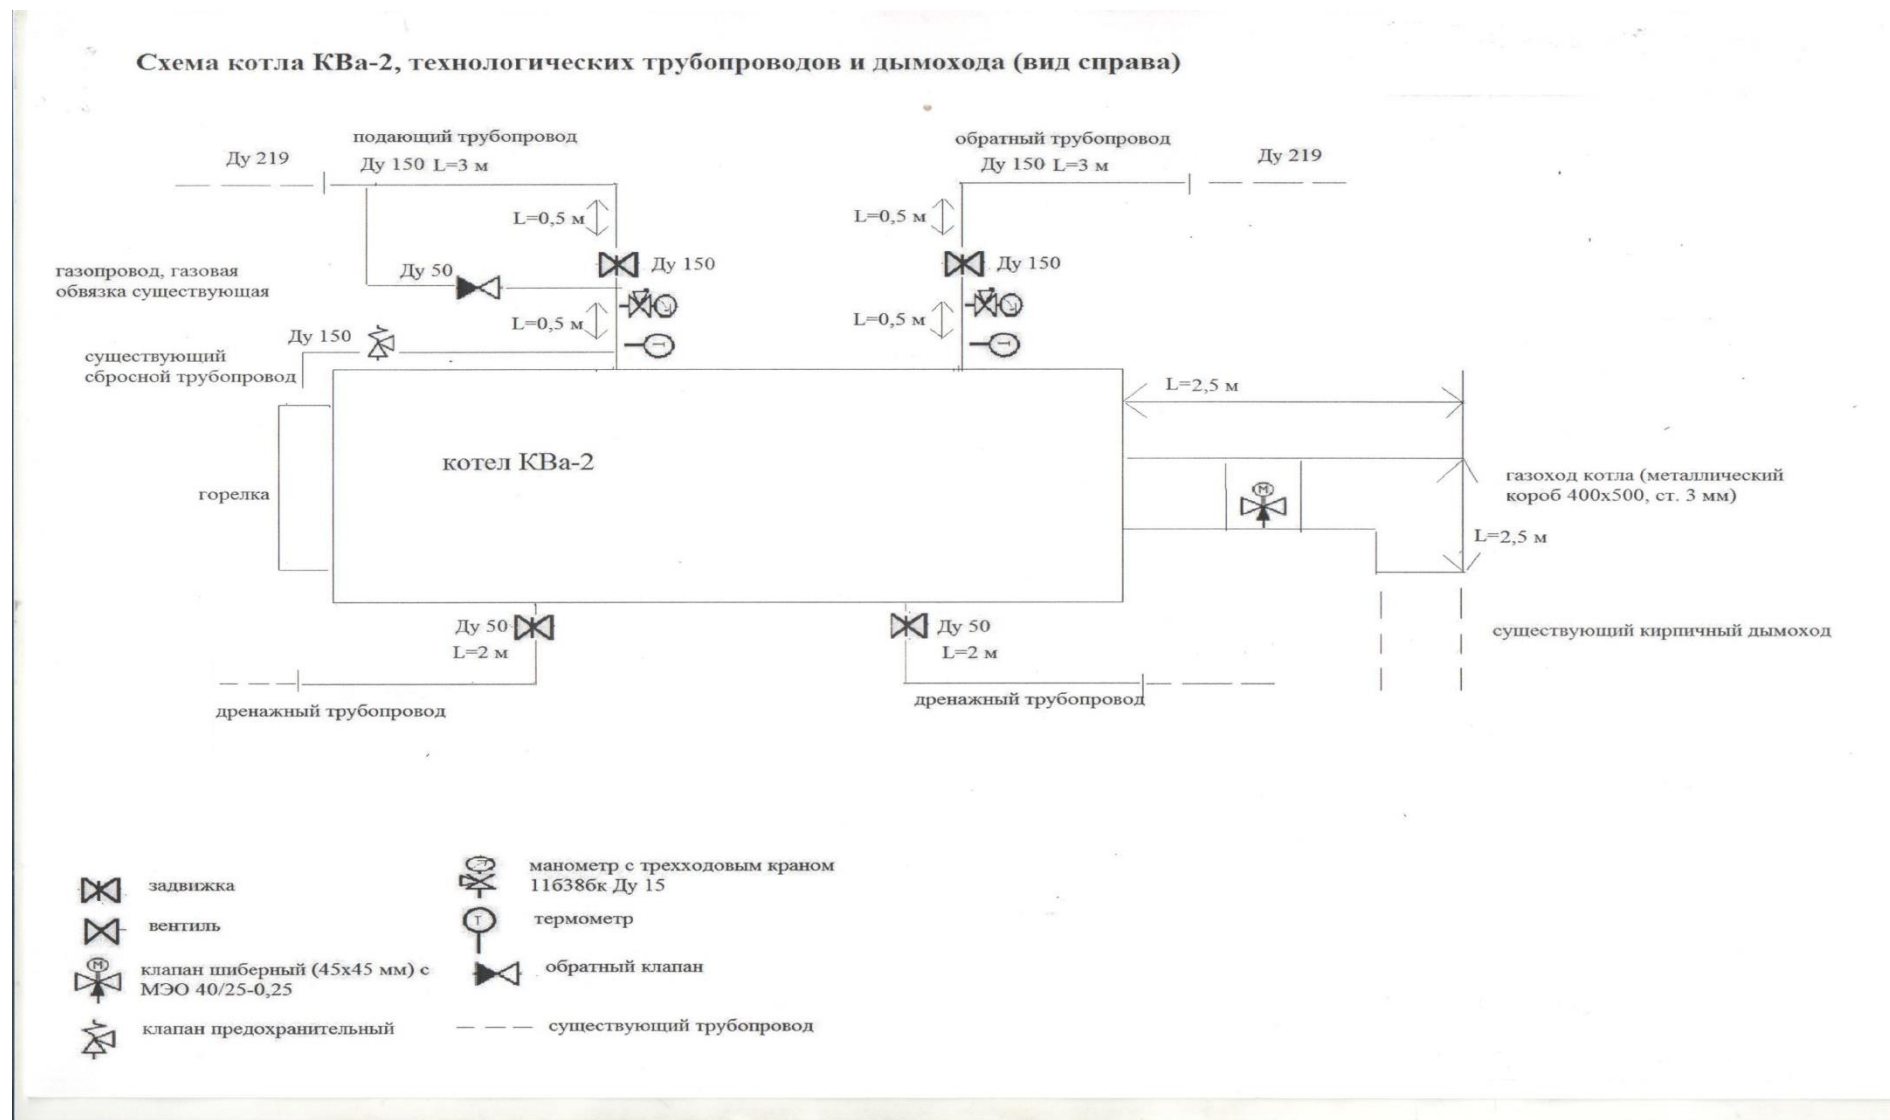 Схема котла КВа-2, технологических трубопроводов и дымохода (вид справа)
подающий трубопровод
Ду 219
Ду 150 L=3 м
обратный трубопровод
Ду 150 L=3 м
Ду 219
L=0,5 м
L=0,5 м
газопровод, газовая
обвязка существующая
Ду 50
Ду 150
Ду 150
L=0,5 м
L=0,5 м
Ду 150
существующий
сбросной трубопровод
L=2,5 м
котел КВа-2
горелка
М
газоход котла (металлический
короб 400х500, ст. 3 мм)
L=2,5 м
Ду 50
L=2 м
Ду 50
L=2 м
существующий кирпичный дымоход
дренажный трубопровод
дренажный трубопровод
задвижка
вентиль
М
клапан шиберный (45х45 мм) с
МЭО 40/25-0,25
клапан предохранительный
манометр с трехходовым краном
11б38бк Ду 15
Т
термометр
обратный клапан
существующий трубопровод